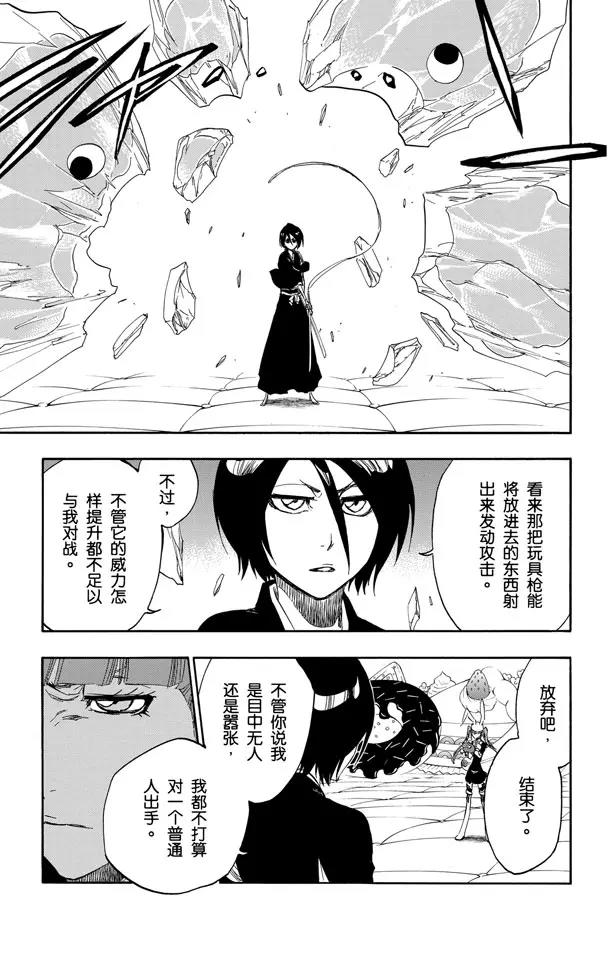 看来那把玩具枪能
将放进去的东西射
出来发动攻击。
不过，
不管它的威力怎
样提升都不足以
与我对战。
放弃吧，
结束了。
不管你说我
是目中无人
还是嚣张，
我都不打算
对一个普通
人出手。